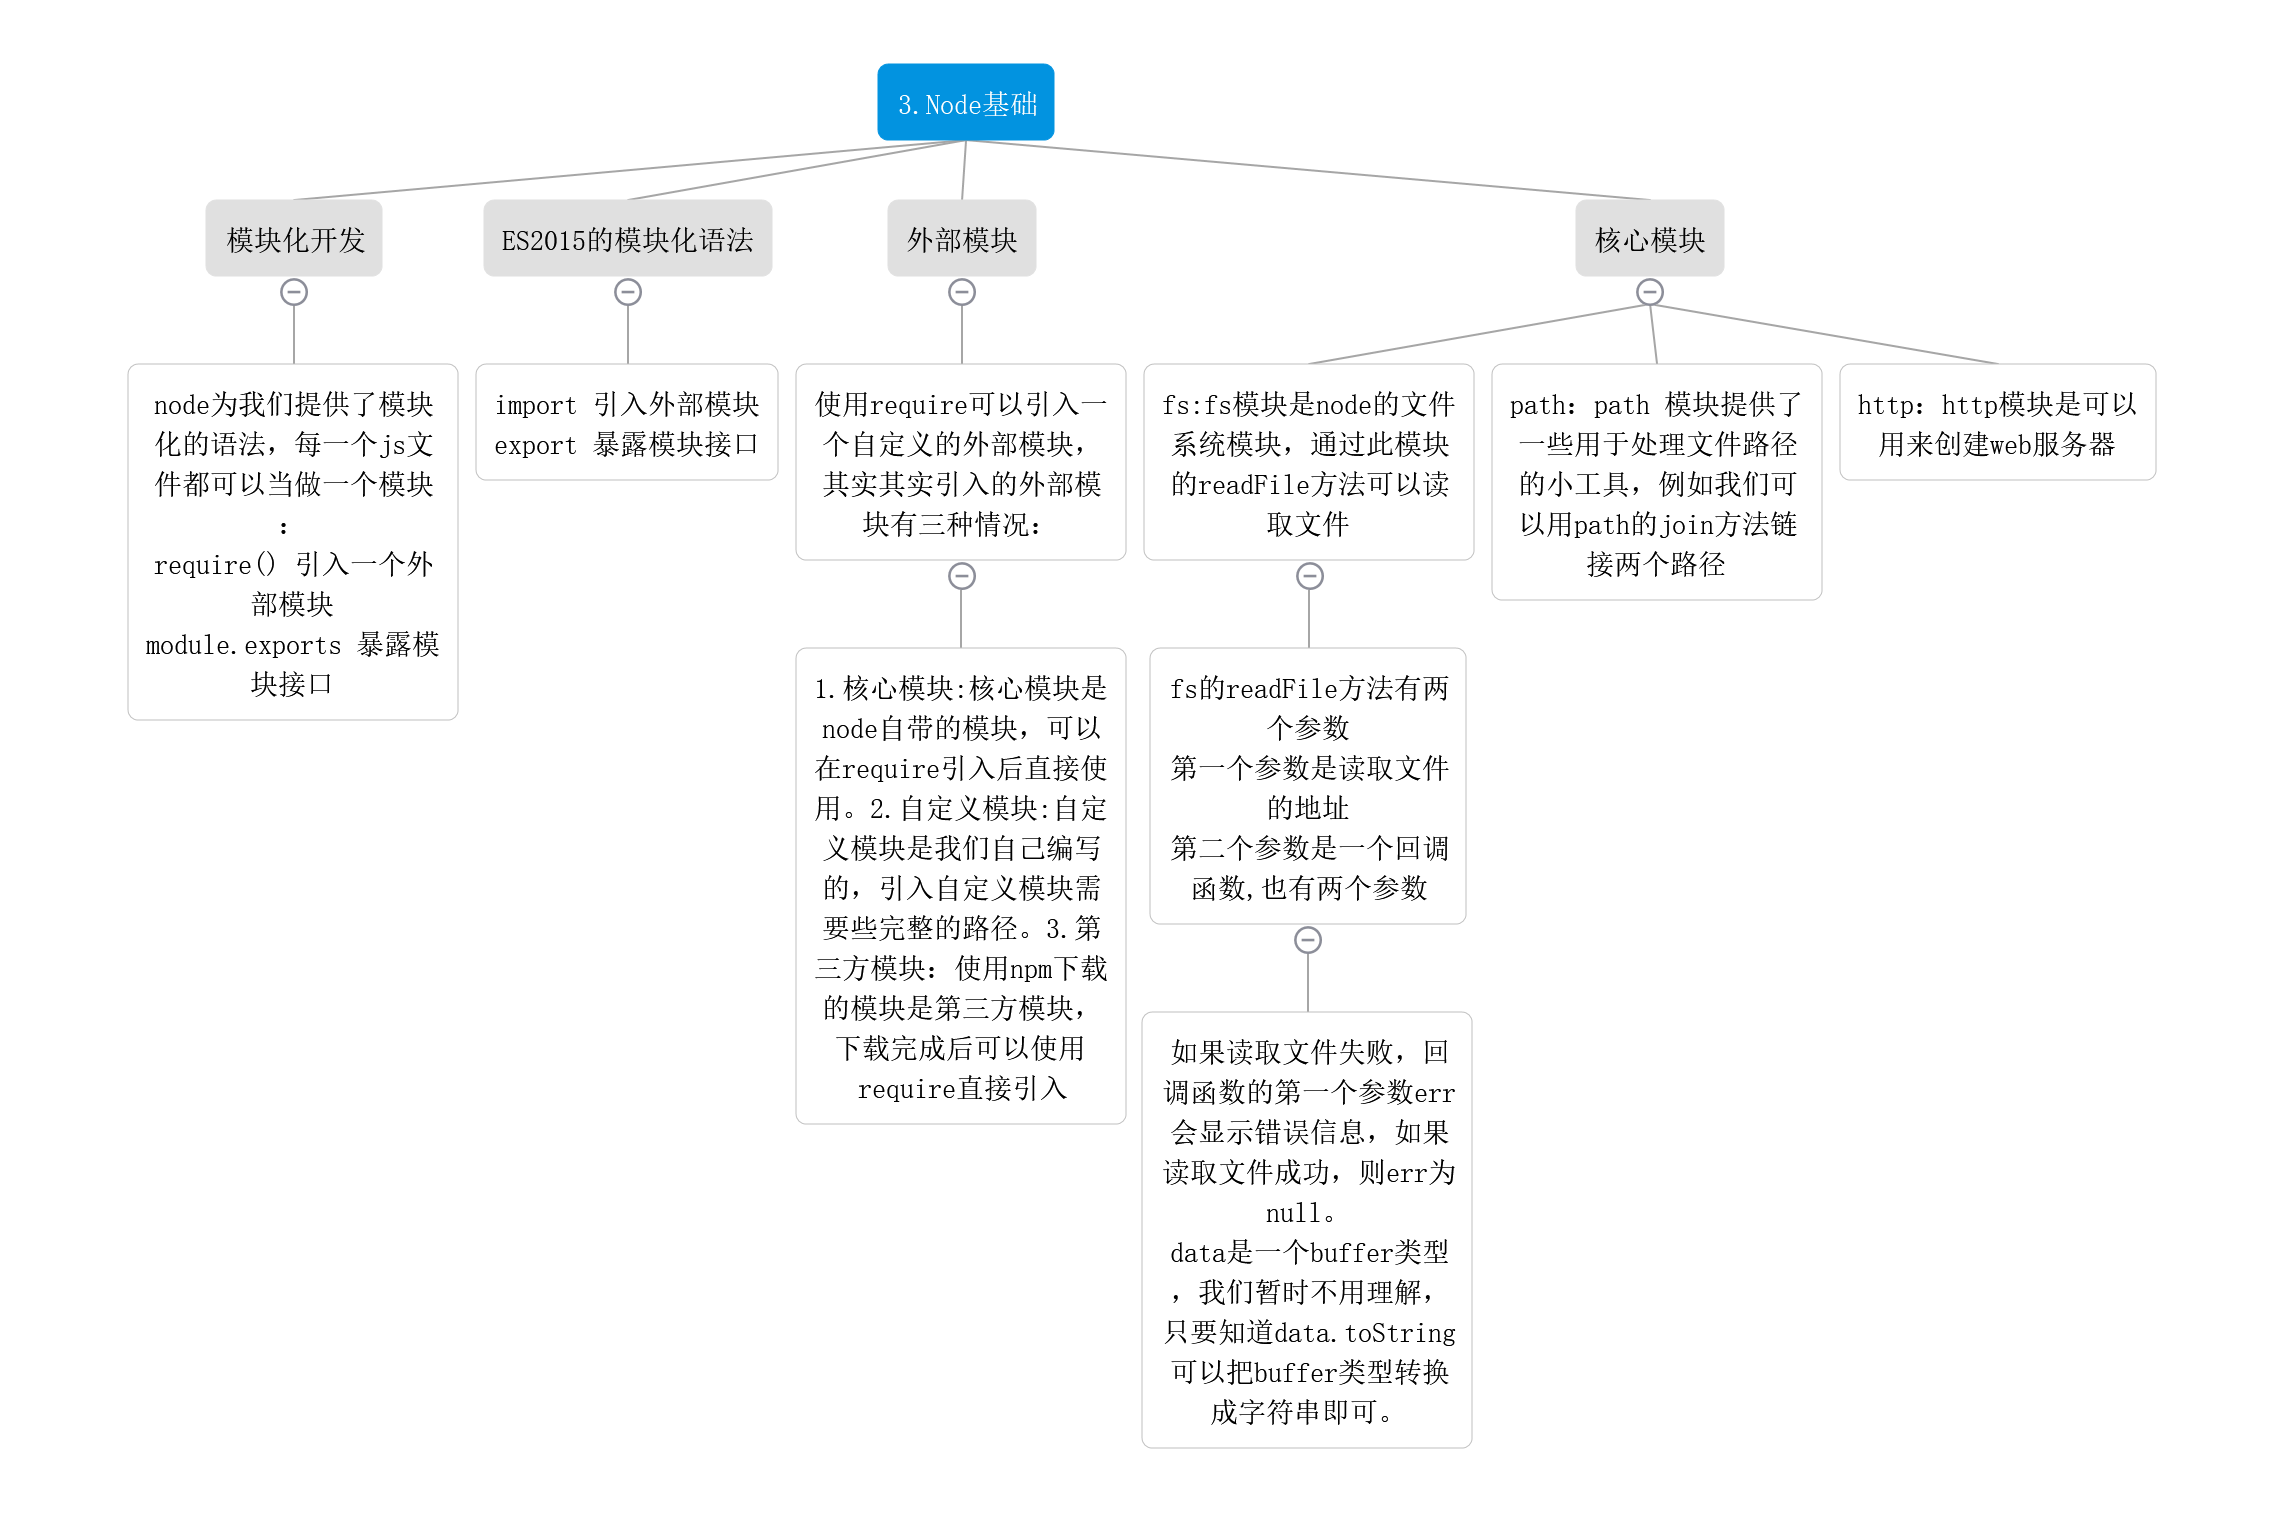 3.Node基础
模块化开发
ES2015的模块化语法
外部模块
核心模块
node为我们提供了模块
化的语法，每一个js文
件都可以当做一个模块
：
require() 引入一个外
部模块
module.exports 暴露模
块接口
import 引入外部模块
export 暴露模块接口
使用require可以引入一
个自定义的外部模块，
其实其实引入的外部模
块有三种情况：
1.核心模块:核心模块是
node自带的模块，可以
在require引入后直接使
用。2.自定义模块:自定
义模块是我们自己编写
的，引入自定义模块需
要些完整的路径。3.第
三方模块：使用npm下载
的模块是第三方模块，
下载完成后可以使用
require直接引入
fs:fs模块是node的文件
系统模块，通过此模块
的readFile方法可以读
取文件
fs的readFile方法有两
个参数
第一个参数是读取文件
的地址
第二个参数是一个回调
函数,也有两个参数
如果读取文件失败，回
调函数的第一个参数err
会显示错误信息，如果
读取文件成功，则err为
null。
data是一个buffer类型
，我们暂时不用理解，
只要知道data.toString
可以把buffer类型转换
成字符串即可。
path：path 模块提供了
一些用于处理文件路径
的小工具，例如我们可
以用path的join方法链
接两个路径
http：http模块是可以
用来创建web服务器